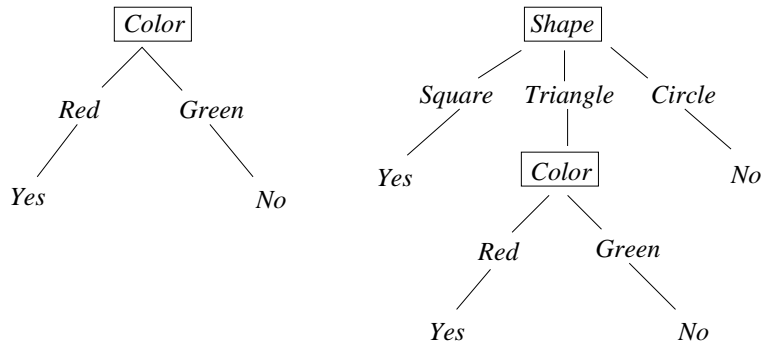 Color
Red Green
Yes No
Shape
Square Triangle Circle
Yes Color No
Red Green
Yes No